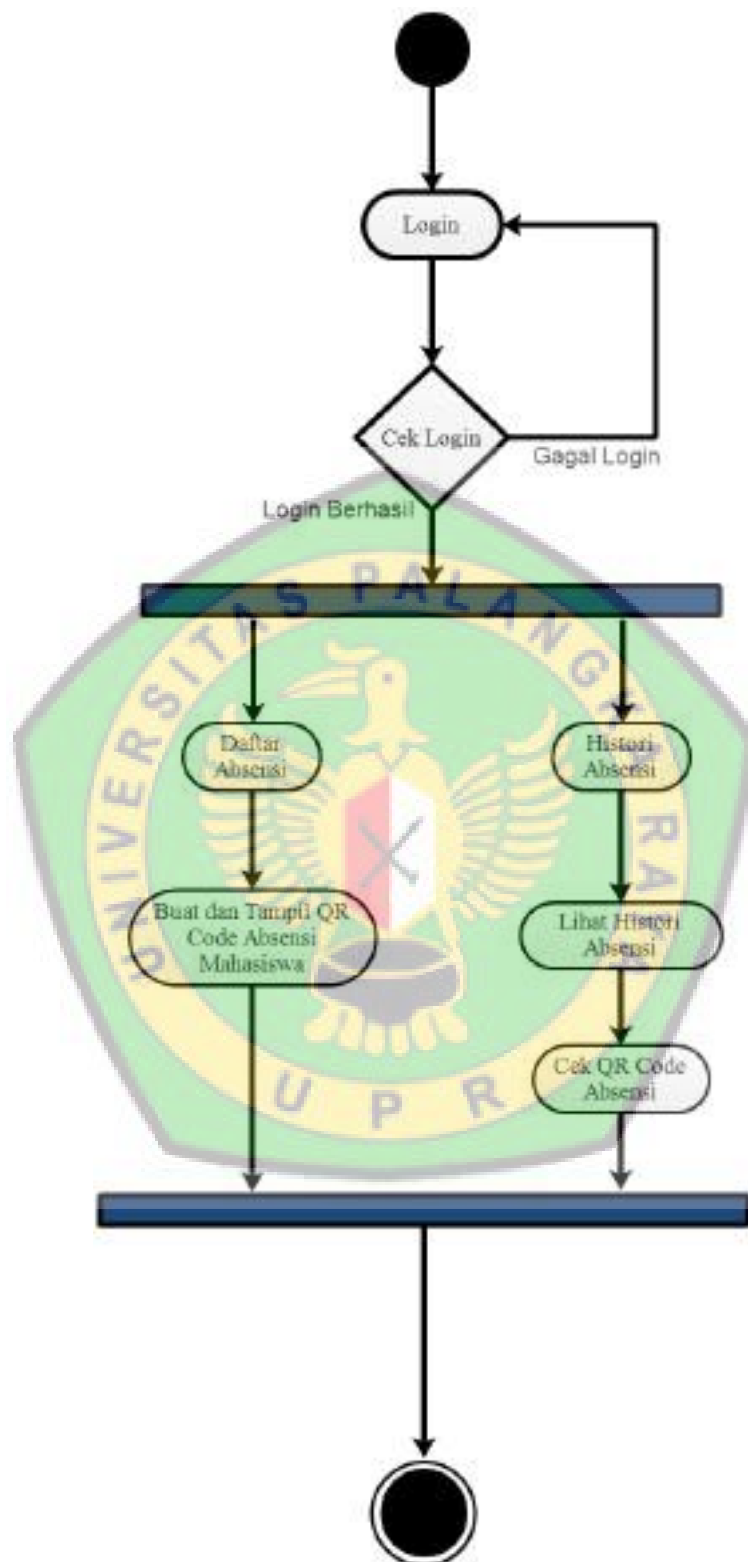 Login
Cek Login
Gagal Login
Login Berhasil
UNIVERSITAS PALANGKA RAYA
Daftar
Absensi
Histori
Absensi
Buat dan Tampil QR
Code Absensi
Mahasiswa
Lihat Histori
Absensi
Cek QR Code
Absensi
UPR